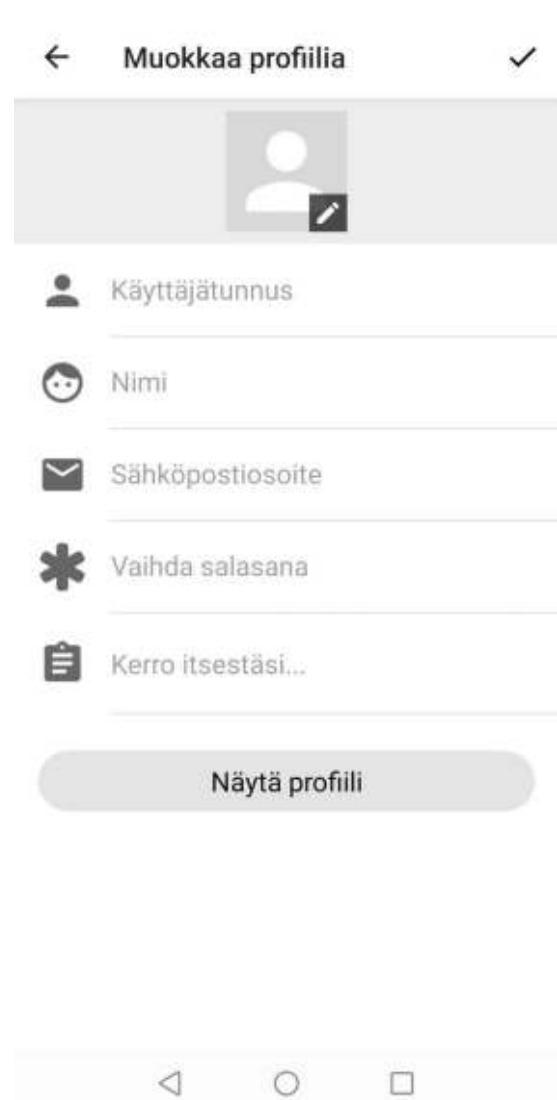 Muokkaa profiilia
Käyttäjätunnus
Nimi
Sähköpostiosoite
Vaihda salasana
Kerro itsestäsi...
Näytä profiili